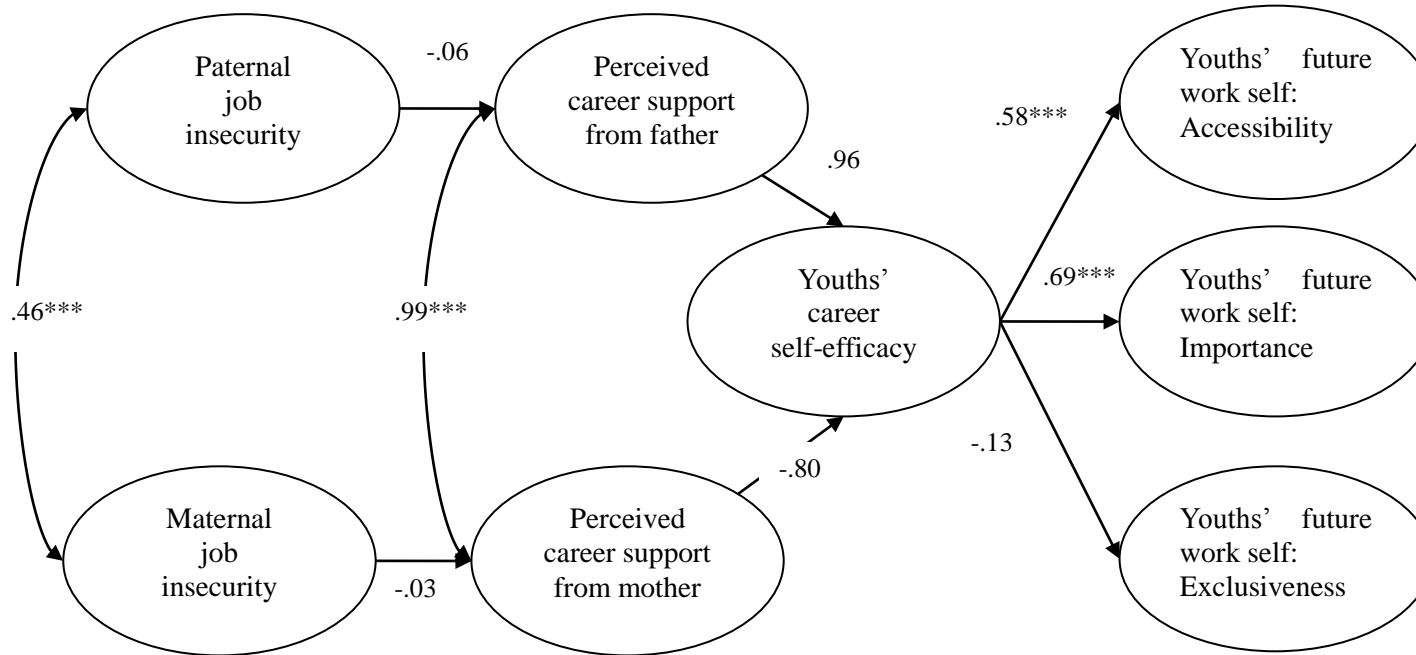 Paternal
job
insecurity
-.06
Perceived
career support
from father
.96
.58***
Youths' future
work self:
Accessibility
.46***
.99***
Youths'
career
self-efficacy
.69***
Youths' future
work self:
Importance
Maternal
job
insecurity
-.03
Perceived
career support
from mother
-.80
-.13
Youths' future
work self:
Exclusiveness